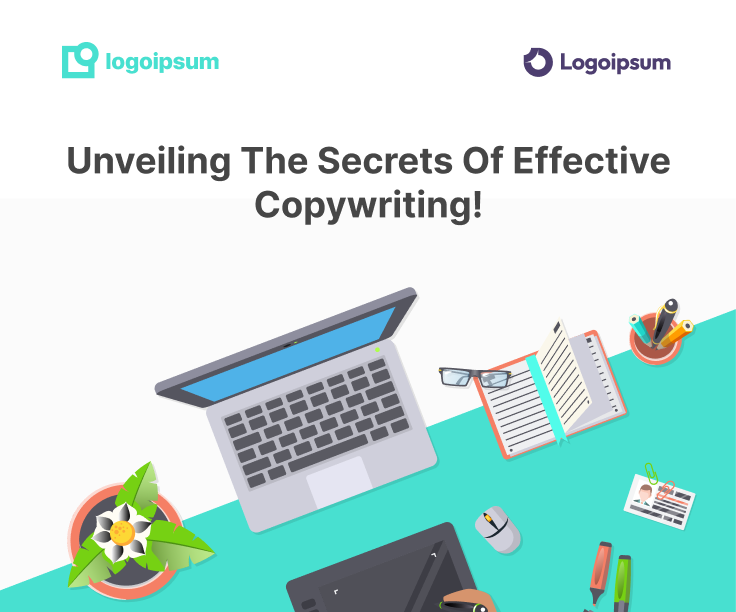 logoipsum
Logoipsum
Unveiling The Secrets Of Effective
Copywriting!